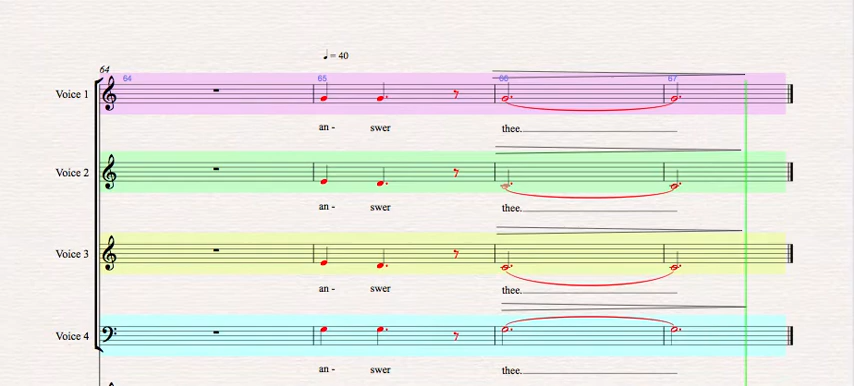 ♩ = 40
64
64 65 66 67
Voice 1
an - swer thee.
Voice 2
an - swer thee.
Voice 3
an - swer thee.
Voice 4
an - swer thee.